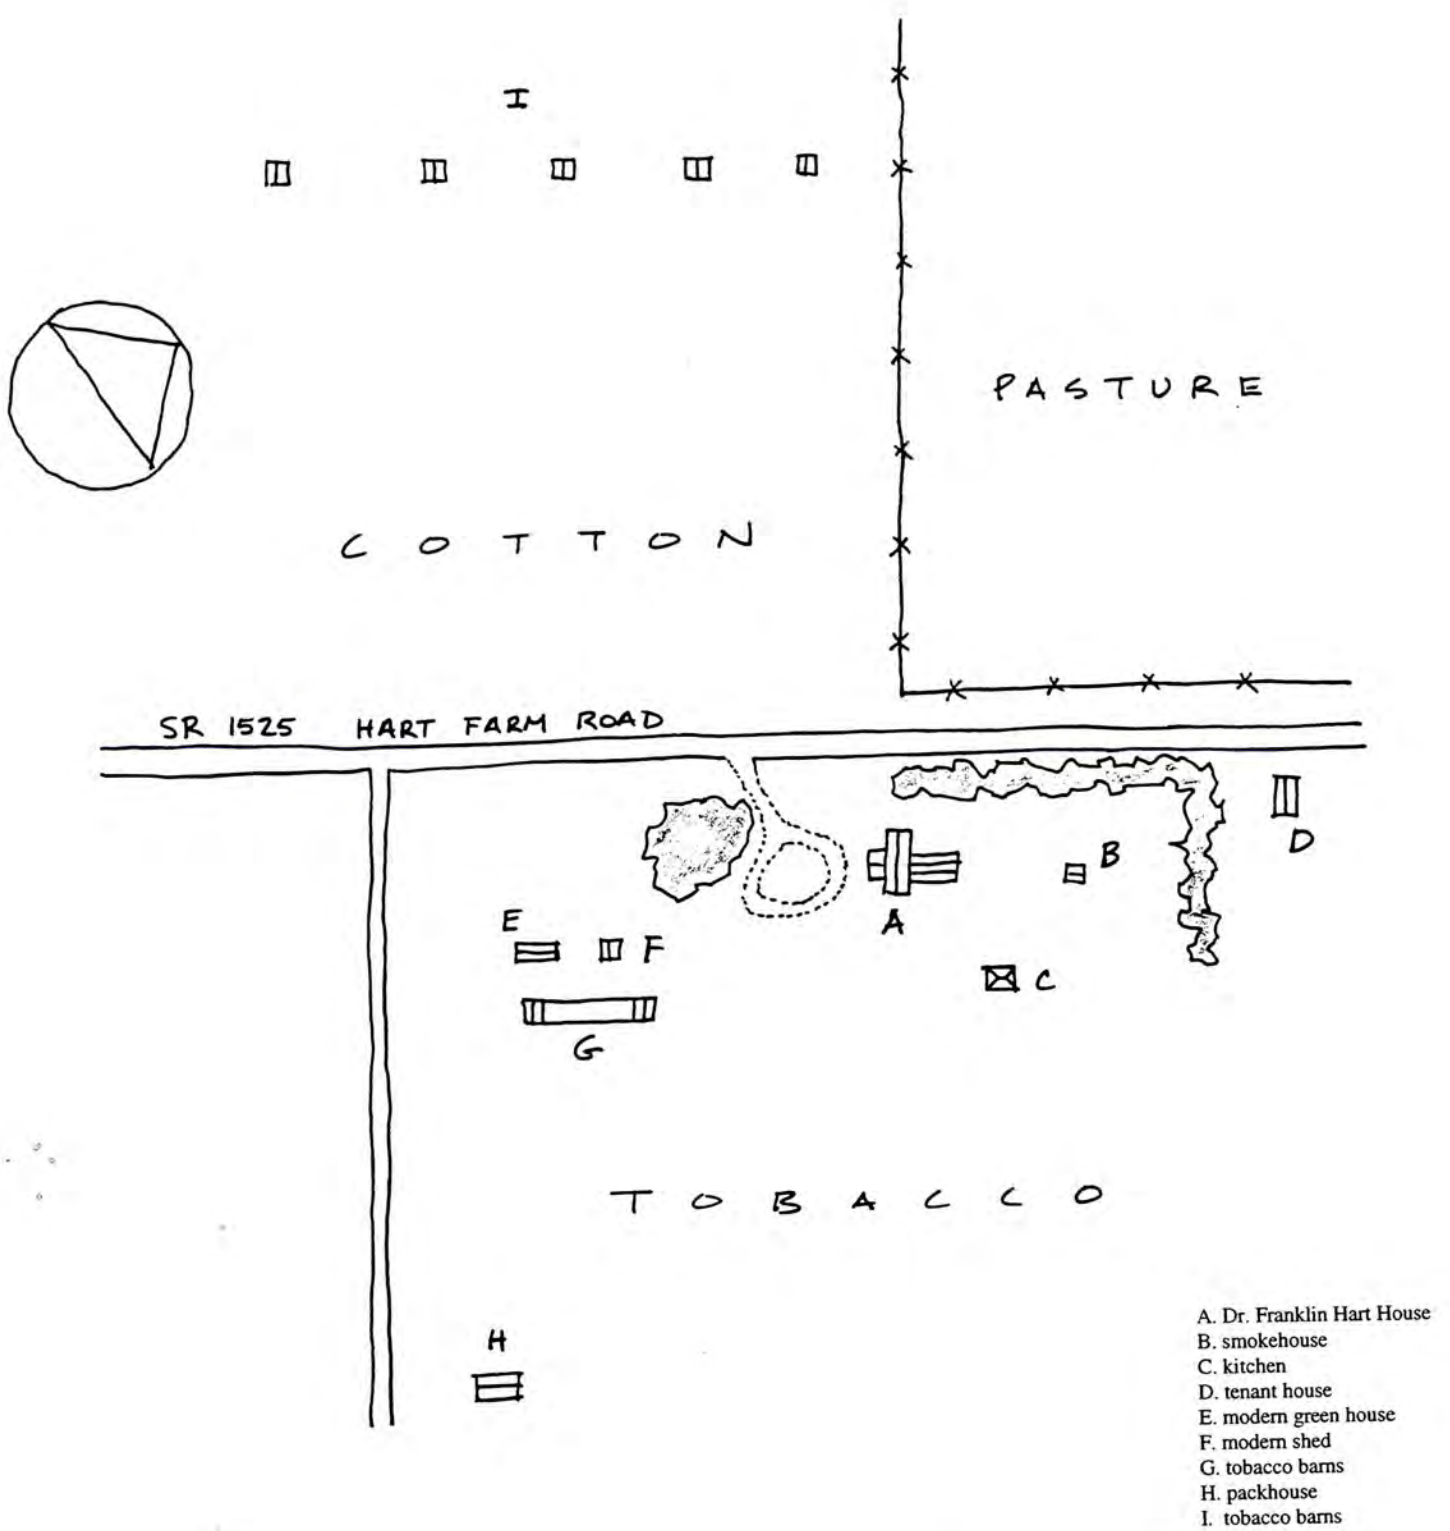 I
PASTURE
COTTON
SR 1525 HART FARM ROAD
D
B
A
E
F
C
G
TOBACCO
H
A. Dr. Franklin Hart House
B. smokehouse
C. kitchen
D. tenant house
E. modern green house
F. modern shed
G. tobacco barns
H. packhouse
I. tobacco barns